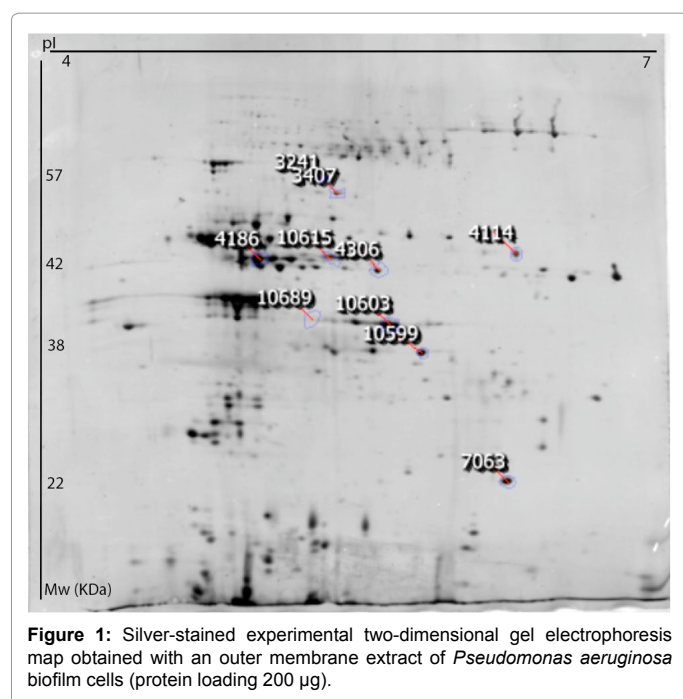 pI
4 7
57
3241
3407
42
4186 10615 4306 4114
10689 10603
10599
38
22
7063
Mw (KDa)
Figure 1: Silver-stained experimental two-dimensional gel electrophoresis
map obtained with an outer membrane extract of Pseudomonas aeruginosa
biofilm cells (protein loading 200 µg).